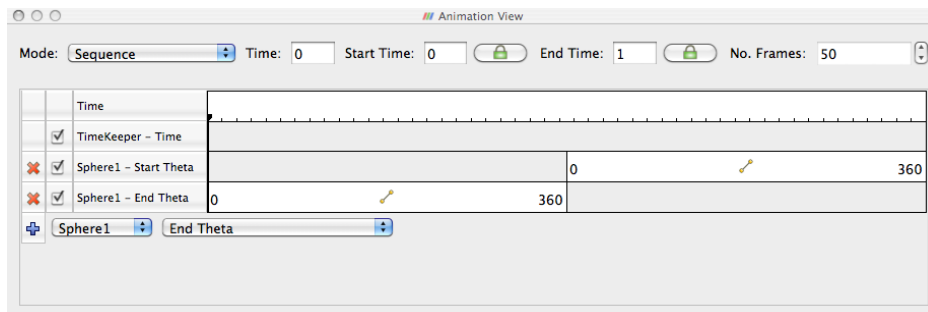 Animation View
Mode: Sequence Time: 0 Start Time: 0 End Time: 1 No. Frames: 50
Time
TimeKeeper – Time
Sphere1 – Start Theta 0 360
Sphere1 – End Theta 0 360
Sphere1 End Theta